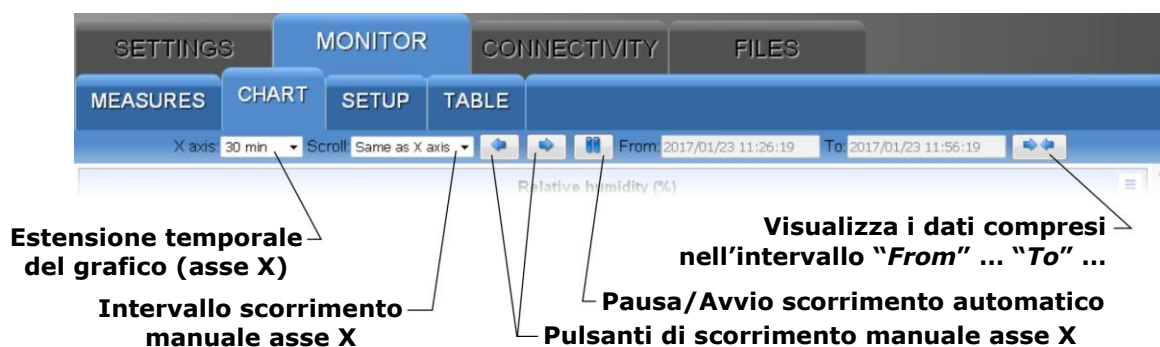 SETTINGS MONITOR CONNECTIVITY FILES
MEASURES CHART SETUP TABLE
X axis: 30 min Scroll: Same as X axis From: 2017/01/23 11:26:19 To: 2017/01/23 11:56:19
Relative humidity (%)
Estensione temporale
del grafico (asse X)
Visualizza i dati compresi
nell'intervallo “From” … “To” …
Intervallo scorrimento
manuale asse X
Pausa/Avvio scorrimento automatico
Pulsanti di scorrimento manuale asse X